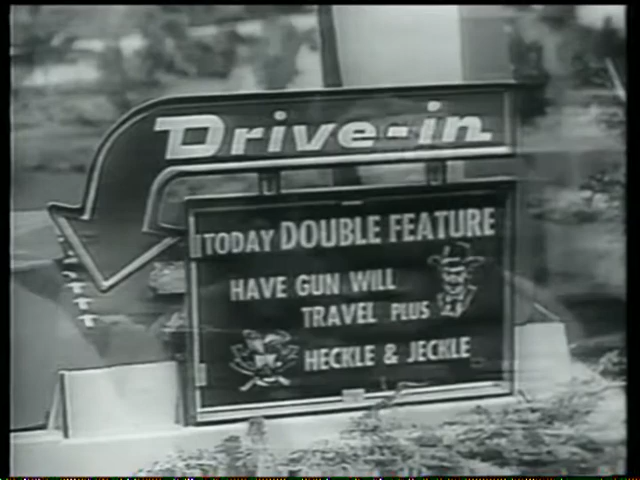 Drive-in
TODAY DOUBLE FEATURE
HAVE GUN WILL
TRAVEL PLUS
HECKLE & JECKLE